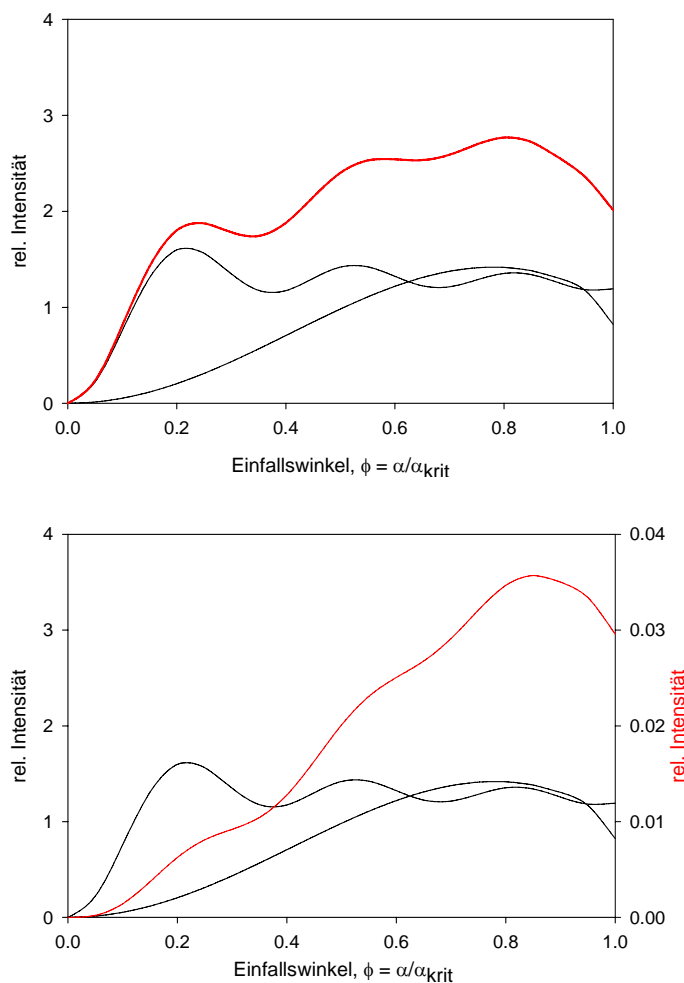 4
3
2
1
0
rel. Intensität
0.0 0.2 0.4 0.6 0.8 1.0
Einfallswinkel, ϕ = α/αkrit
4
3
2
1
0
rel. Intensität
0.04
0.03
0.02
0.01
0.00
rel. Intensität
0.0 0.2 0.4 0.6 0.8 1.0
Einfallswinkel, ϕ = α/αkrit